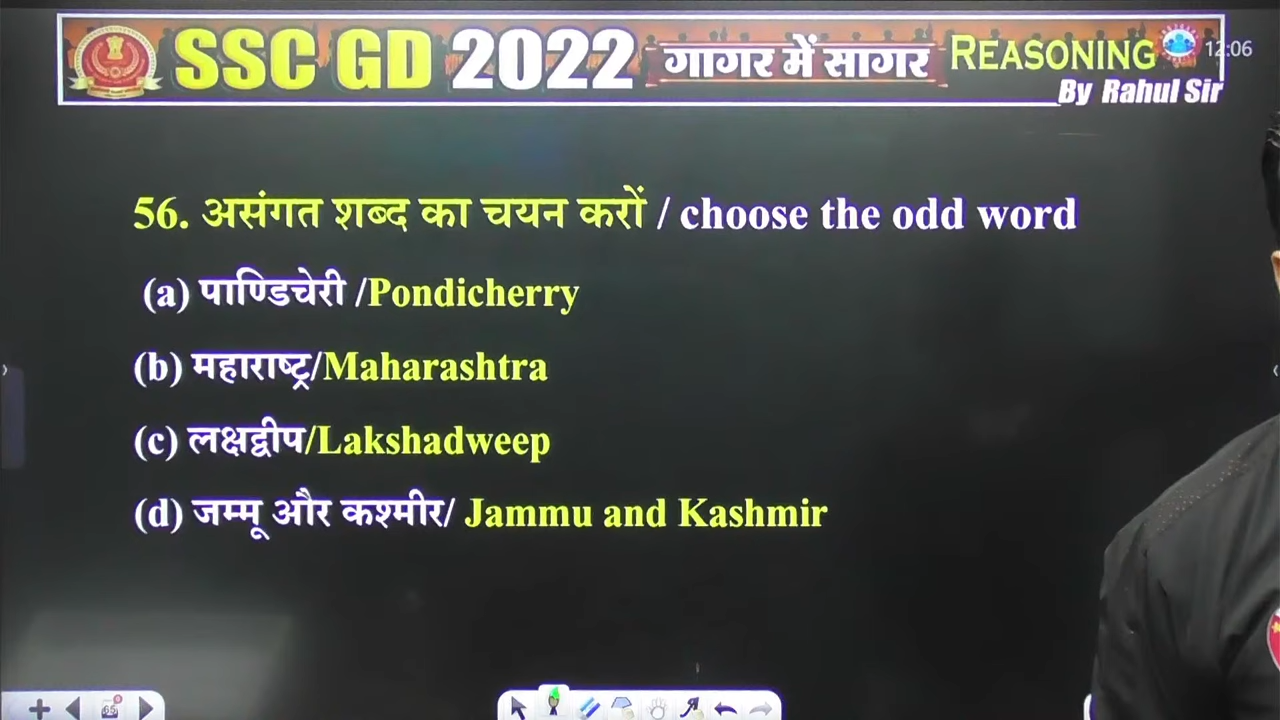 SSC GD 2022 गागर में सागर REASONING
12:06
By Rahul Sir
56. असंगत शब्द का चयन करों / choose the odd word
(a) पाण्डिचेरी /Pondicherry
(b) महाराष्ट्र/Maharashtra
(c) लक्षद्वीप/Lakshadweep
(d) जम्मू और कश्मीर/ Jammu and Kashmir